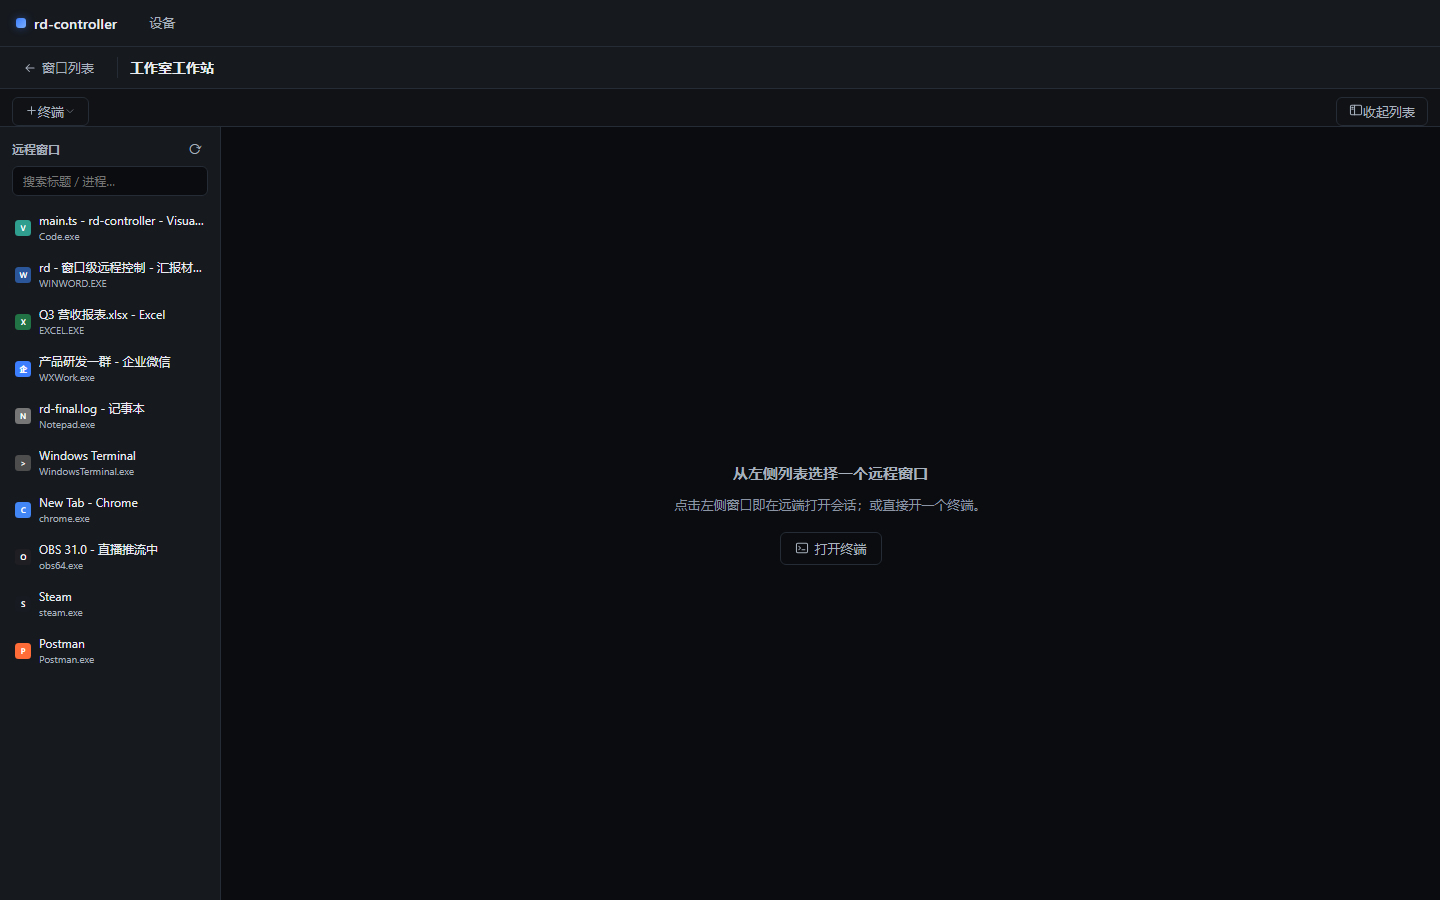 rd-controller 设备
← 窗口列表 工作室工作站
+终端 收起列表
远程窗口
搜索标题 / 进程...
V main.ts - rd-controller - Visua...
Code.exe
W rd - 窗口级远程控制 - 汇报材...
WINWORD.EXE
X Q3 营收报表.xlsx - Excel
EXCEL.EXE
企 产品研发一群 - 企业微信
WXWork.exe
N rd-final.log - 记事本
Notepad.exe
> Windows Terminal
WindowsTerminal.exe
C New Tab - Chrome
chrome.exe
O OBS 31.0 - 直播推流中
obs64.exe
S Steam
steam.exe
P Postman
Postman.exe
从左侧列表选择一个远程窗口
点击左侧窗口即在远端打开会话；或直接开一个终端。
打开终端